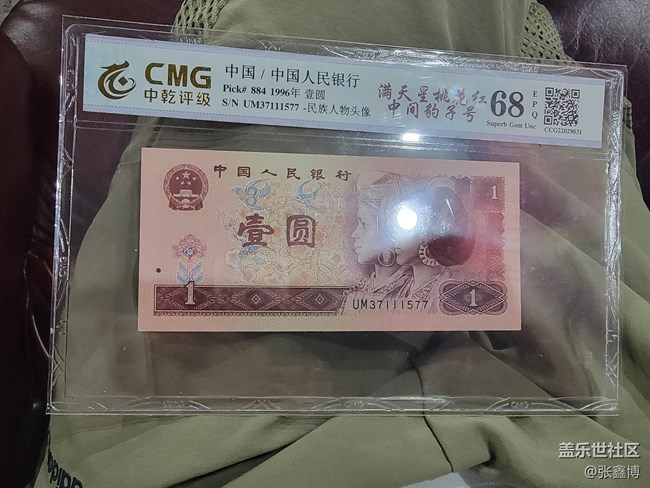 CMG
中乾评级
中国 / 中国人民银行
Pick# 884 1996年 壹圆
S/N UM37111577 -民族人物头像
满天星桃花红
中间豹子号
68
EPQ
Superb Gem Unc
CCG22029031
中国人民银行
1
壹圆
1
UM37111577
1
盖乐世社区
@张鑫博